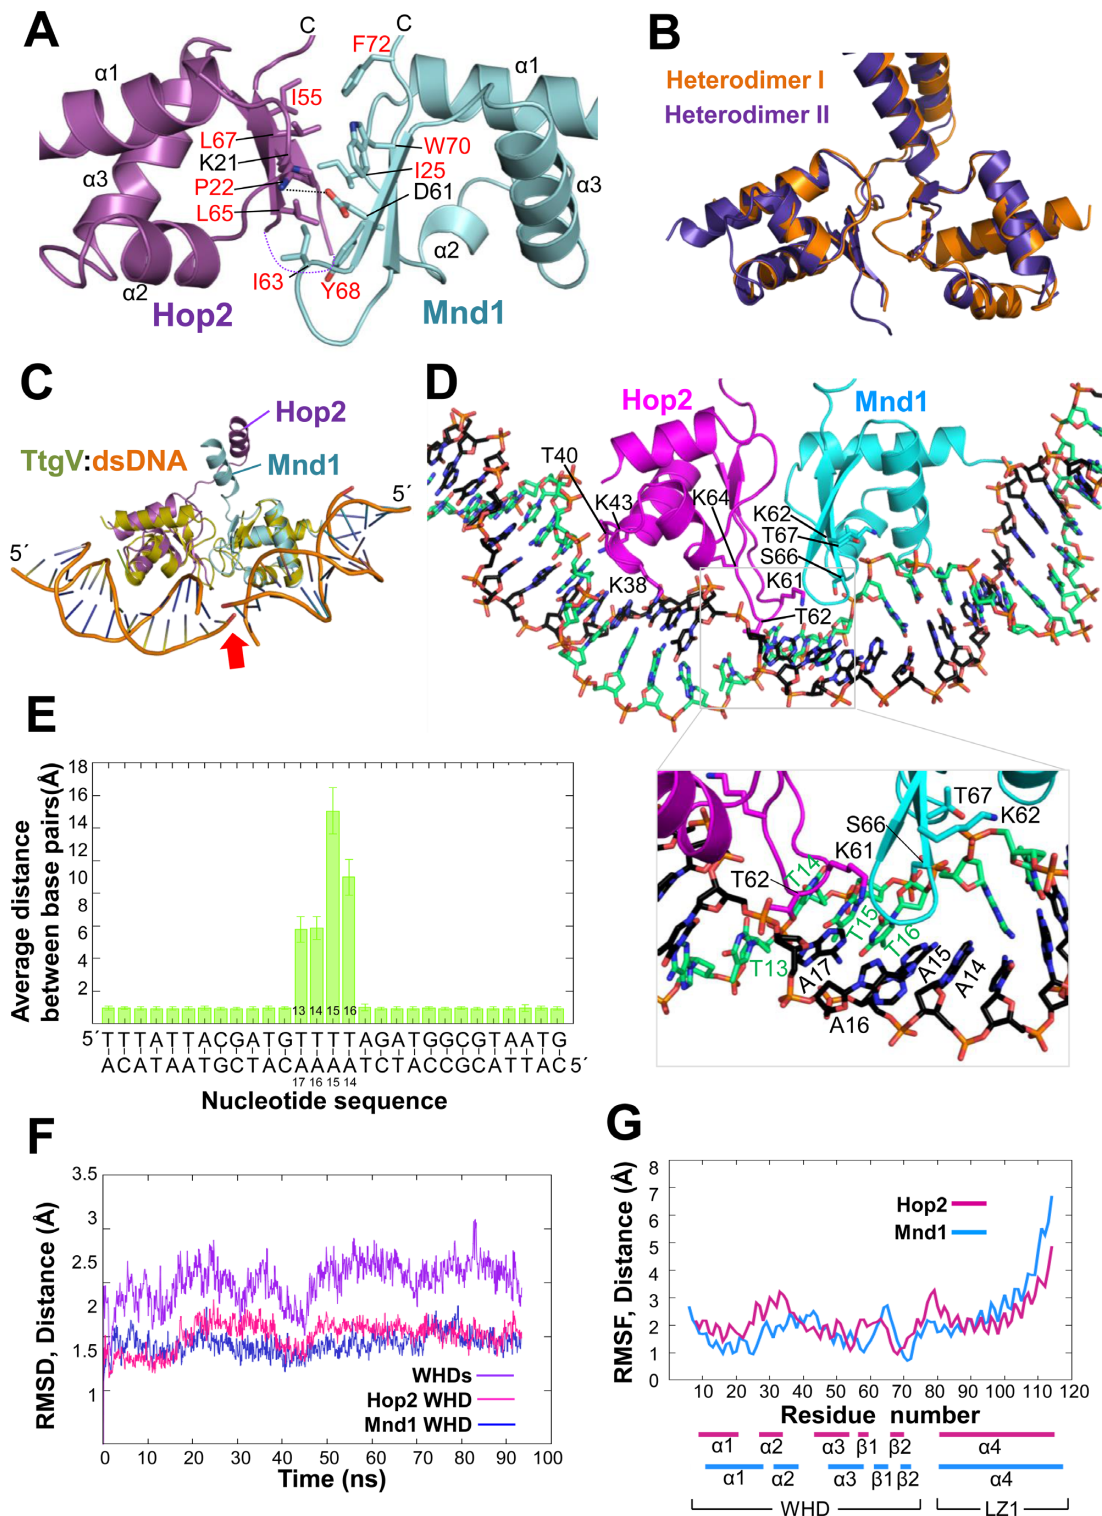 A
C
C
F72
α1
α1
I55
L67
K21
W70
α3
P22
I25
α3
D61
L65
α2
α2
I63
Y68
Hop2
Mnd1
B
Heterodimer I
Heterodimer II
C
Hop2
TtgV:dsDNA
Mnd1
5´
5´
D
Hop2
Mnd1
T40
K43
K64
K62
T67
S66
K38
K61
T62
T67
K62
S66
K61
T14
T62
T15
T16
T13
A17
A15
A14
A16
E
Average distance between base pairs(Å)
18
16
14
12
10
8
6
4
2
13 14 15 16
5´TTTATTACGATGTTTTAGATGGCGTAATG
ACATAATGCTACAAAATCTACCGCATTAC5´
17 16 15 14
Nucleotide sequence
F
RMSD, Distance (Å)
3.5
3
2.5
2
1.5
1
WHDs
Hop2 WHD
Mnd1 WHD
0 10 20 30 40 50 60 70 80 90 100
Time (ns)
G
RMSF, Distance (Å)
8
7
6
5
4
3
2
1
0
Hop2
Mnd1
10 20 30 40 50 60 70 80 90 100 110 120
Residue number
α1 α2 α3 β1 β2 α4
α1 α2 α3 β1 β2 α4
WHD LZ1